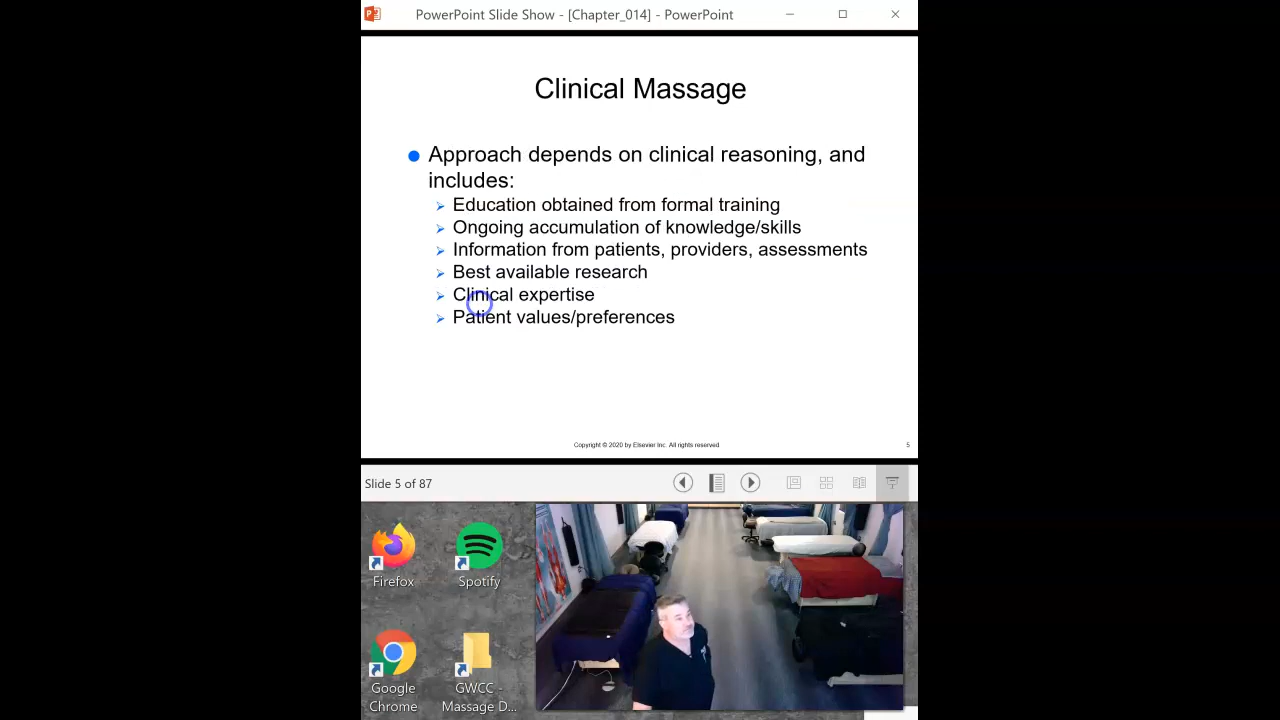 PowerPoint Slide Show - [Chapter_014] - PowerPoint
Clinical Massage
Approach depends on clinical reasoning, and
includes:
Education obtained from formal training
Ongoing accumulation of knowledge/skills
Information from patients, providers, assessments
Best available research
Clinical expertise
Patient values/preferences
Copyright © 2020 by Elsevier Inc. All rights reserved.
5
Slide 5 of 87
Firefox
Spotify
Google
Chrome
GWCC -
Massage D...